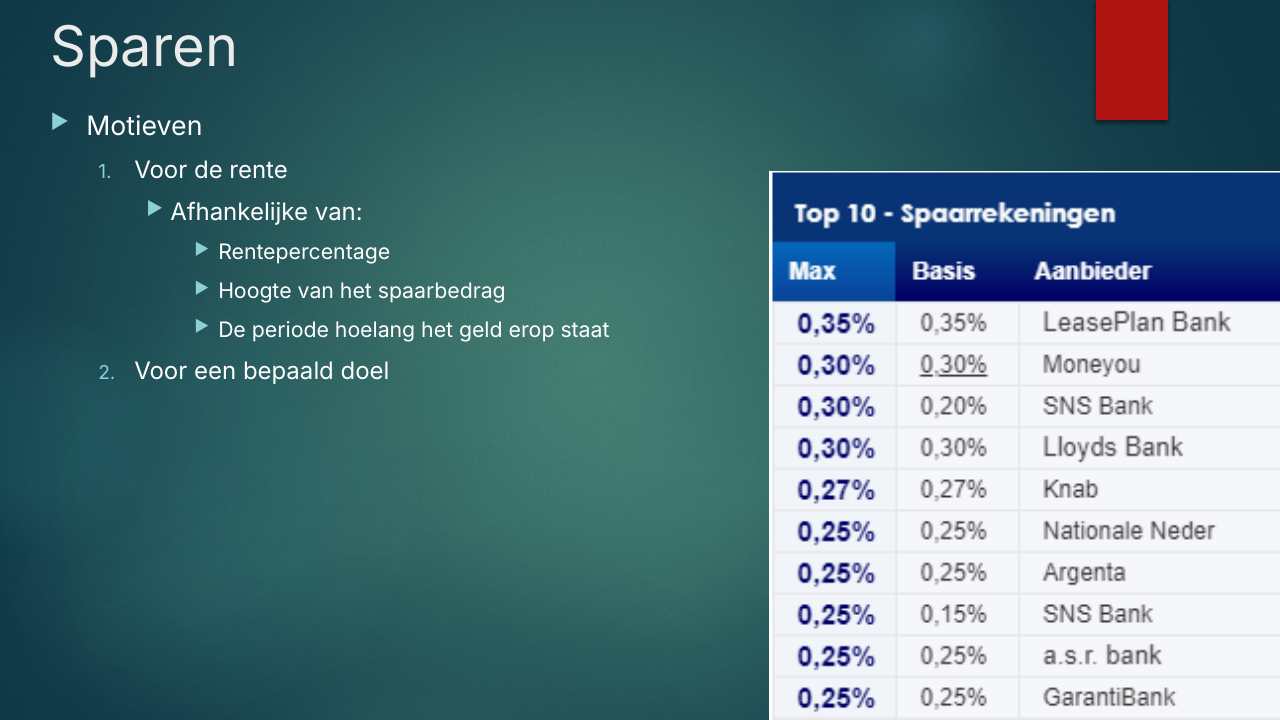 Sparen
Motieven
1. Voor de rente
Afhankelijke van:
Rentepercentage
Hoogte van het spaarbedrag
De periode hoelang het geld erop staat
2. Voor een bepaald doel
Top 10 - Spaarrekeningen
Max Basis Aanbieder
0,35% 0,35% LeasePlan Bank
0,30% 0,30% Moneyou
0,30% 0,20% SNS Bank
0,30% 0,30% Lloyds Bank
0,27% 0,27% Knab
0,25% 0,25% Nationale Neder
0,25% 0,25% Argenta
0,25% 0,15% SNS Bank
0,25% 0,25% a.s.r. bank
0,25% 0,25% GarantiBank